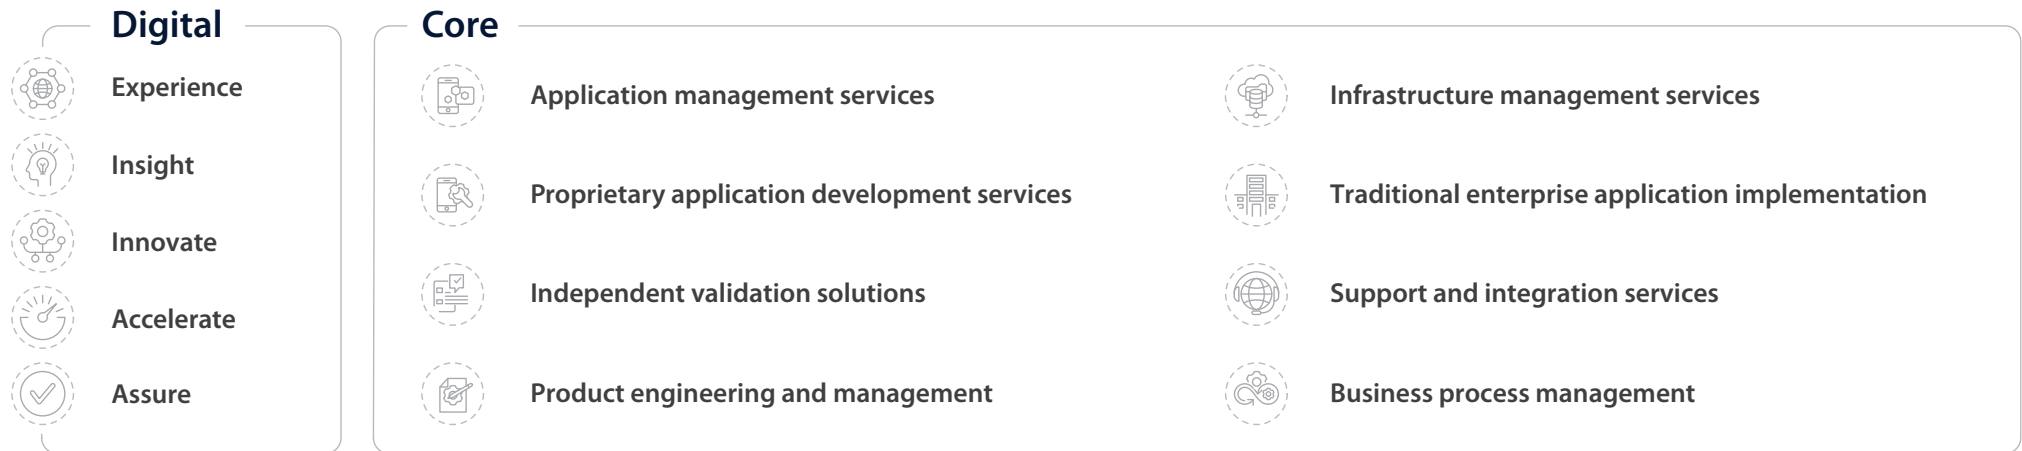 Digital
Experience
Insight
Innovate
Accelerate
Assure
Core
Application management services
Proprietary application development services
Independent validation solutions
Product engineering and management
Infrastructure management services
Traditional enterprise application implementation
Support and integration services
Business process management